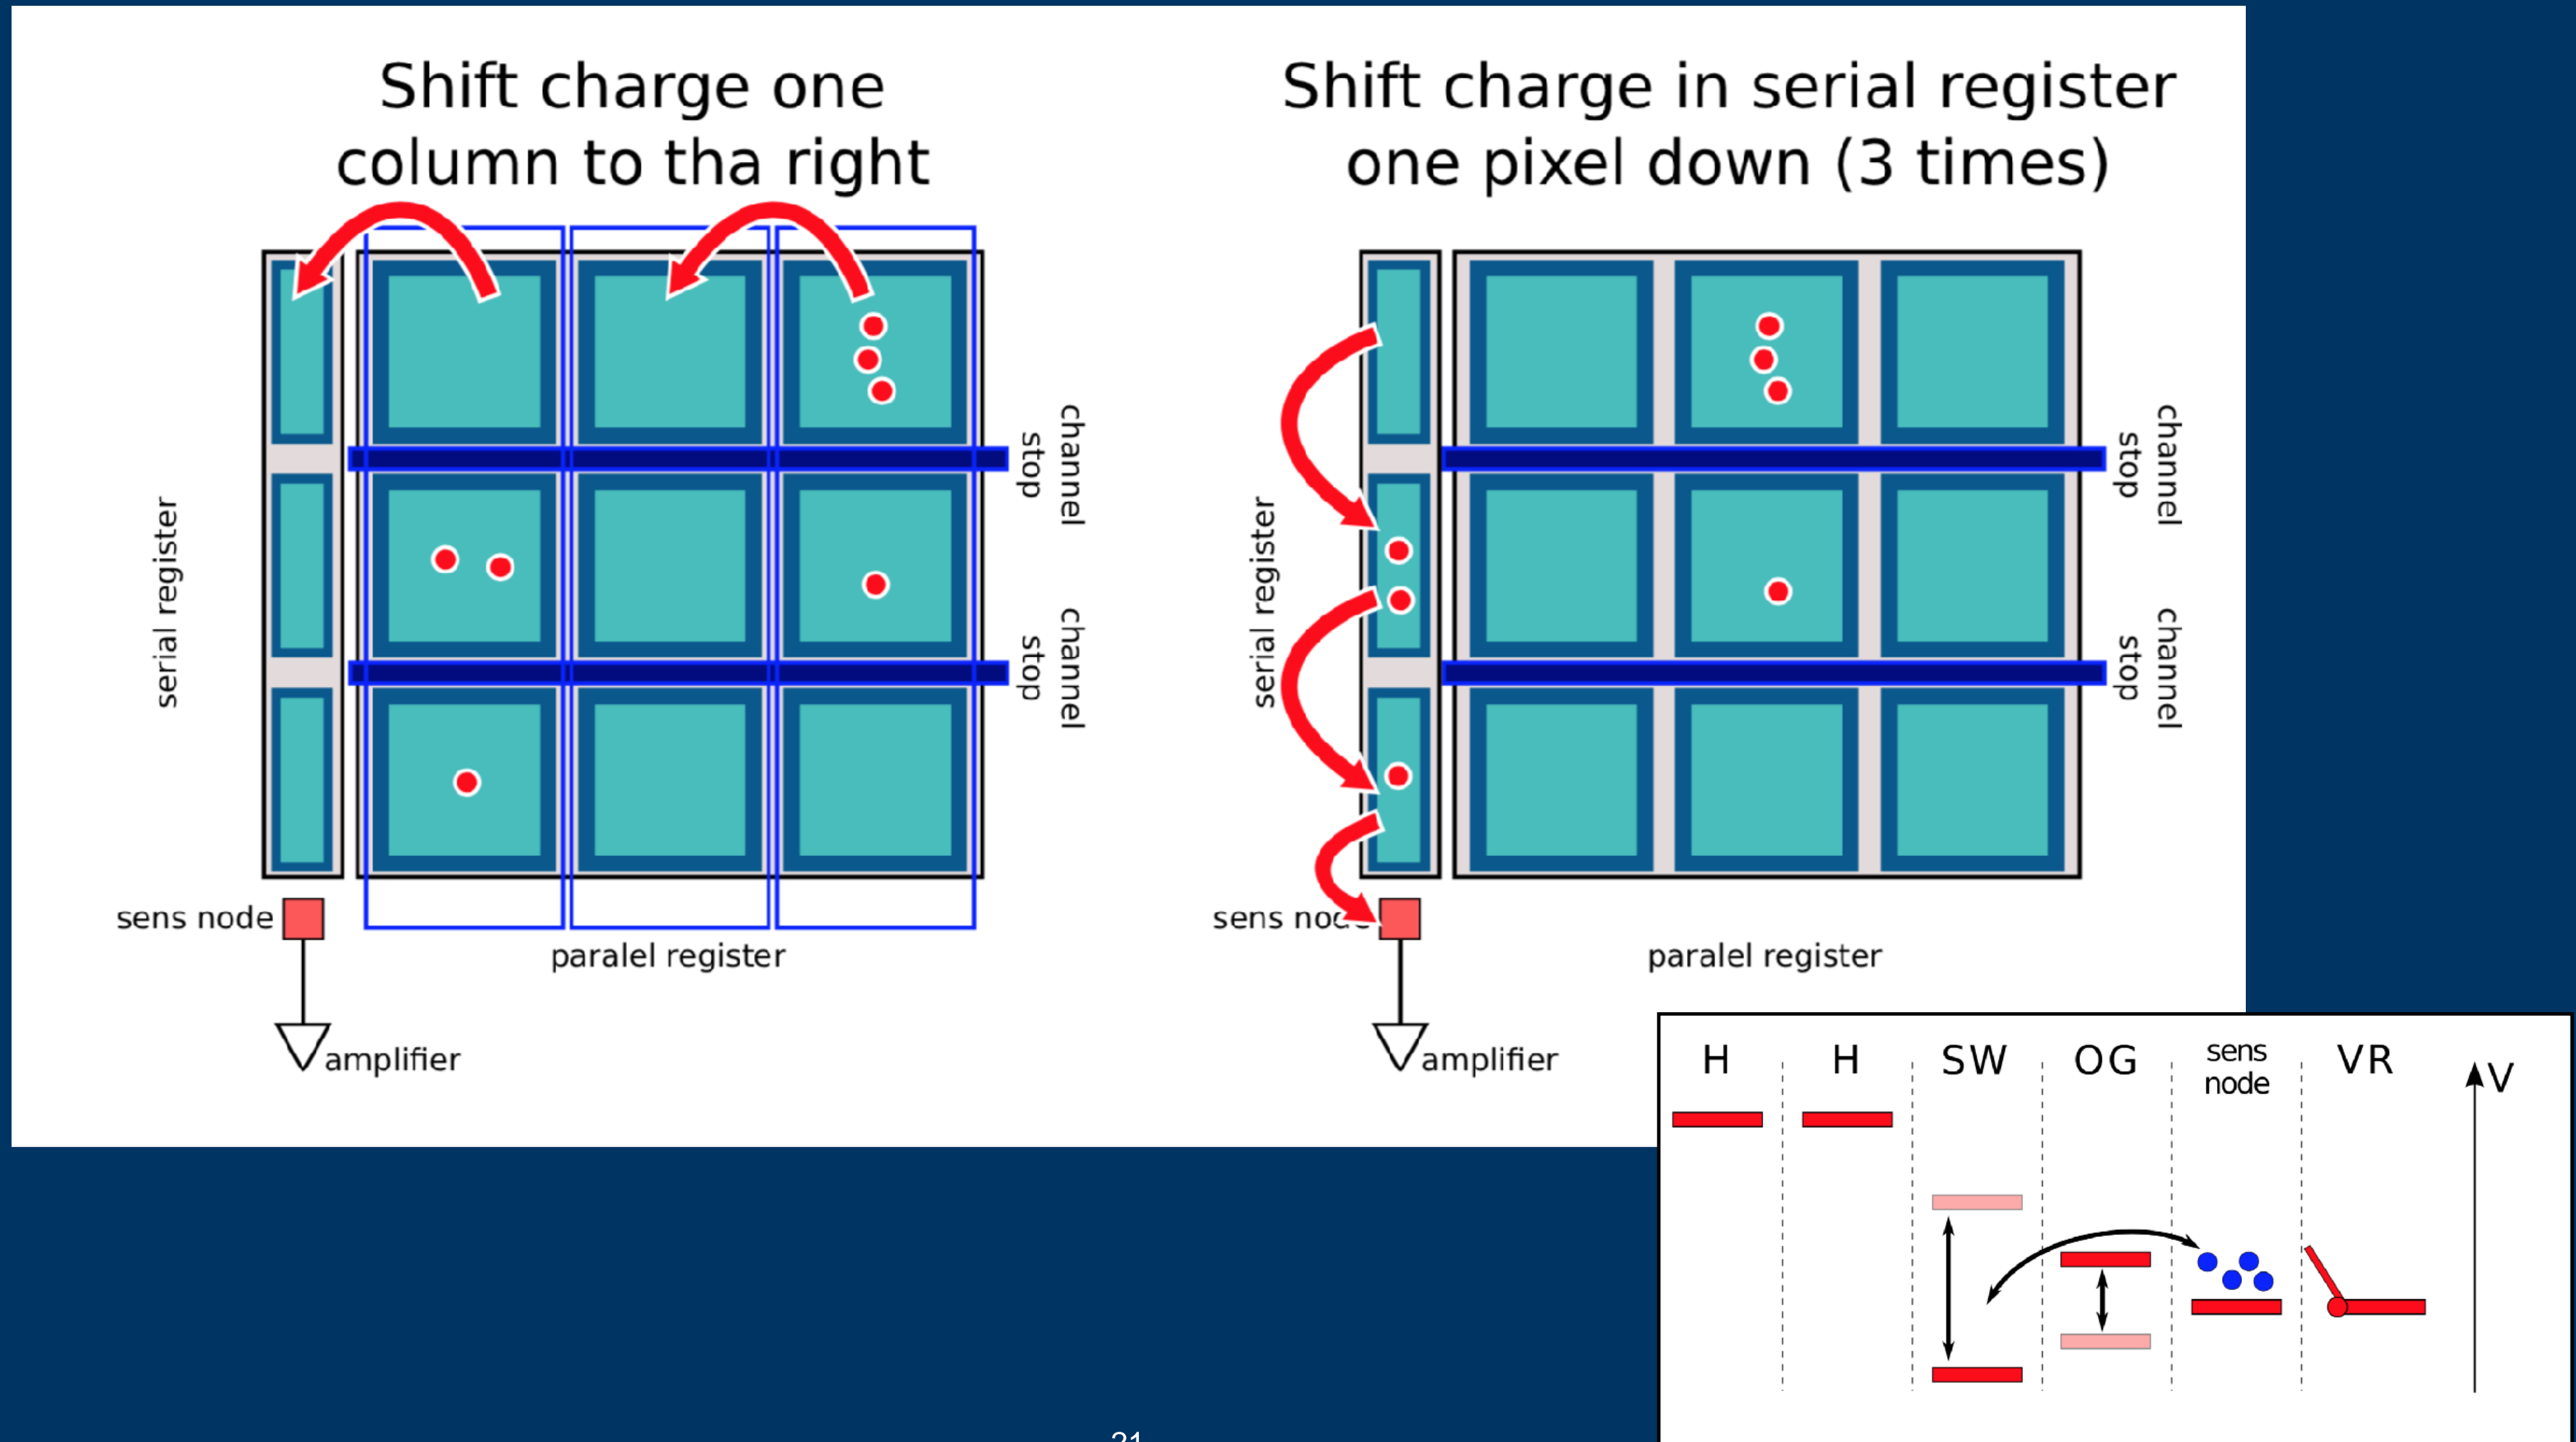 Shift charge one
column to tha right
Shift charge in serial register
one pixel down (3 times)
channel
stop
channel
stop
serial register
sens node
paralel register
amplifier
channel
stop
channel
stop
serial register
paralel register
amplifier
H
H
SW
OG
sens
node
VR
V